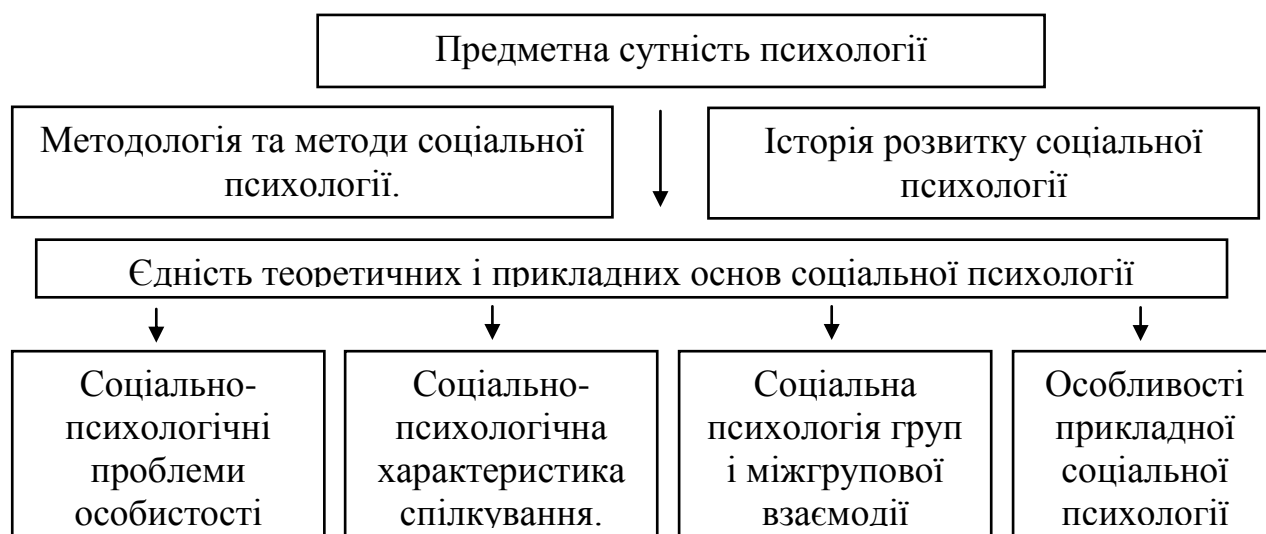 Предметна сутність психології
Методологія та методи соціальної
психології.
Історія розвитку соціальної
психології
Єдність теоретичних і прикладних основ соціальної психології
Соціально-
психологічні
проблеми
особистості
Соціально-
психологічна
характеристика
спілкування.
Соціальна
психологія груп
і міжгрупової
взаємодії
Особливості
прикладної
соціальної
психології